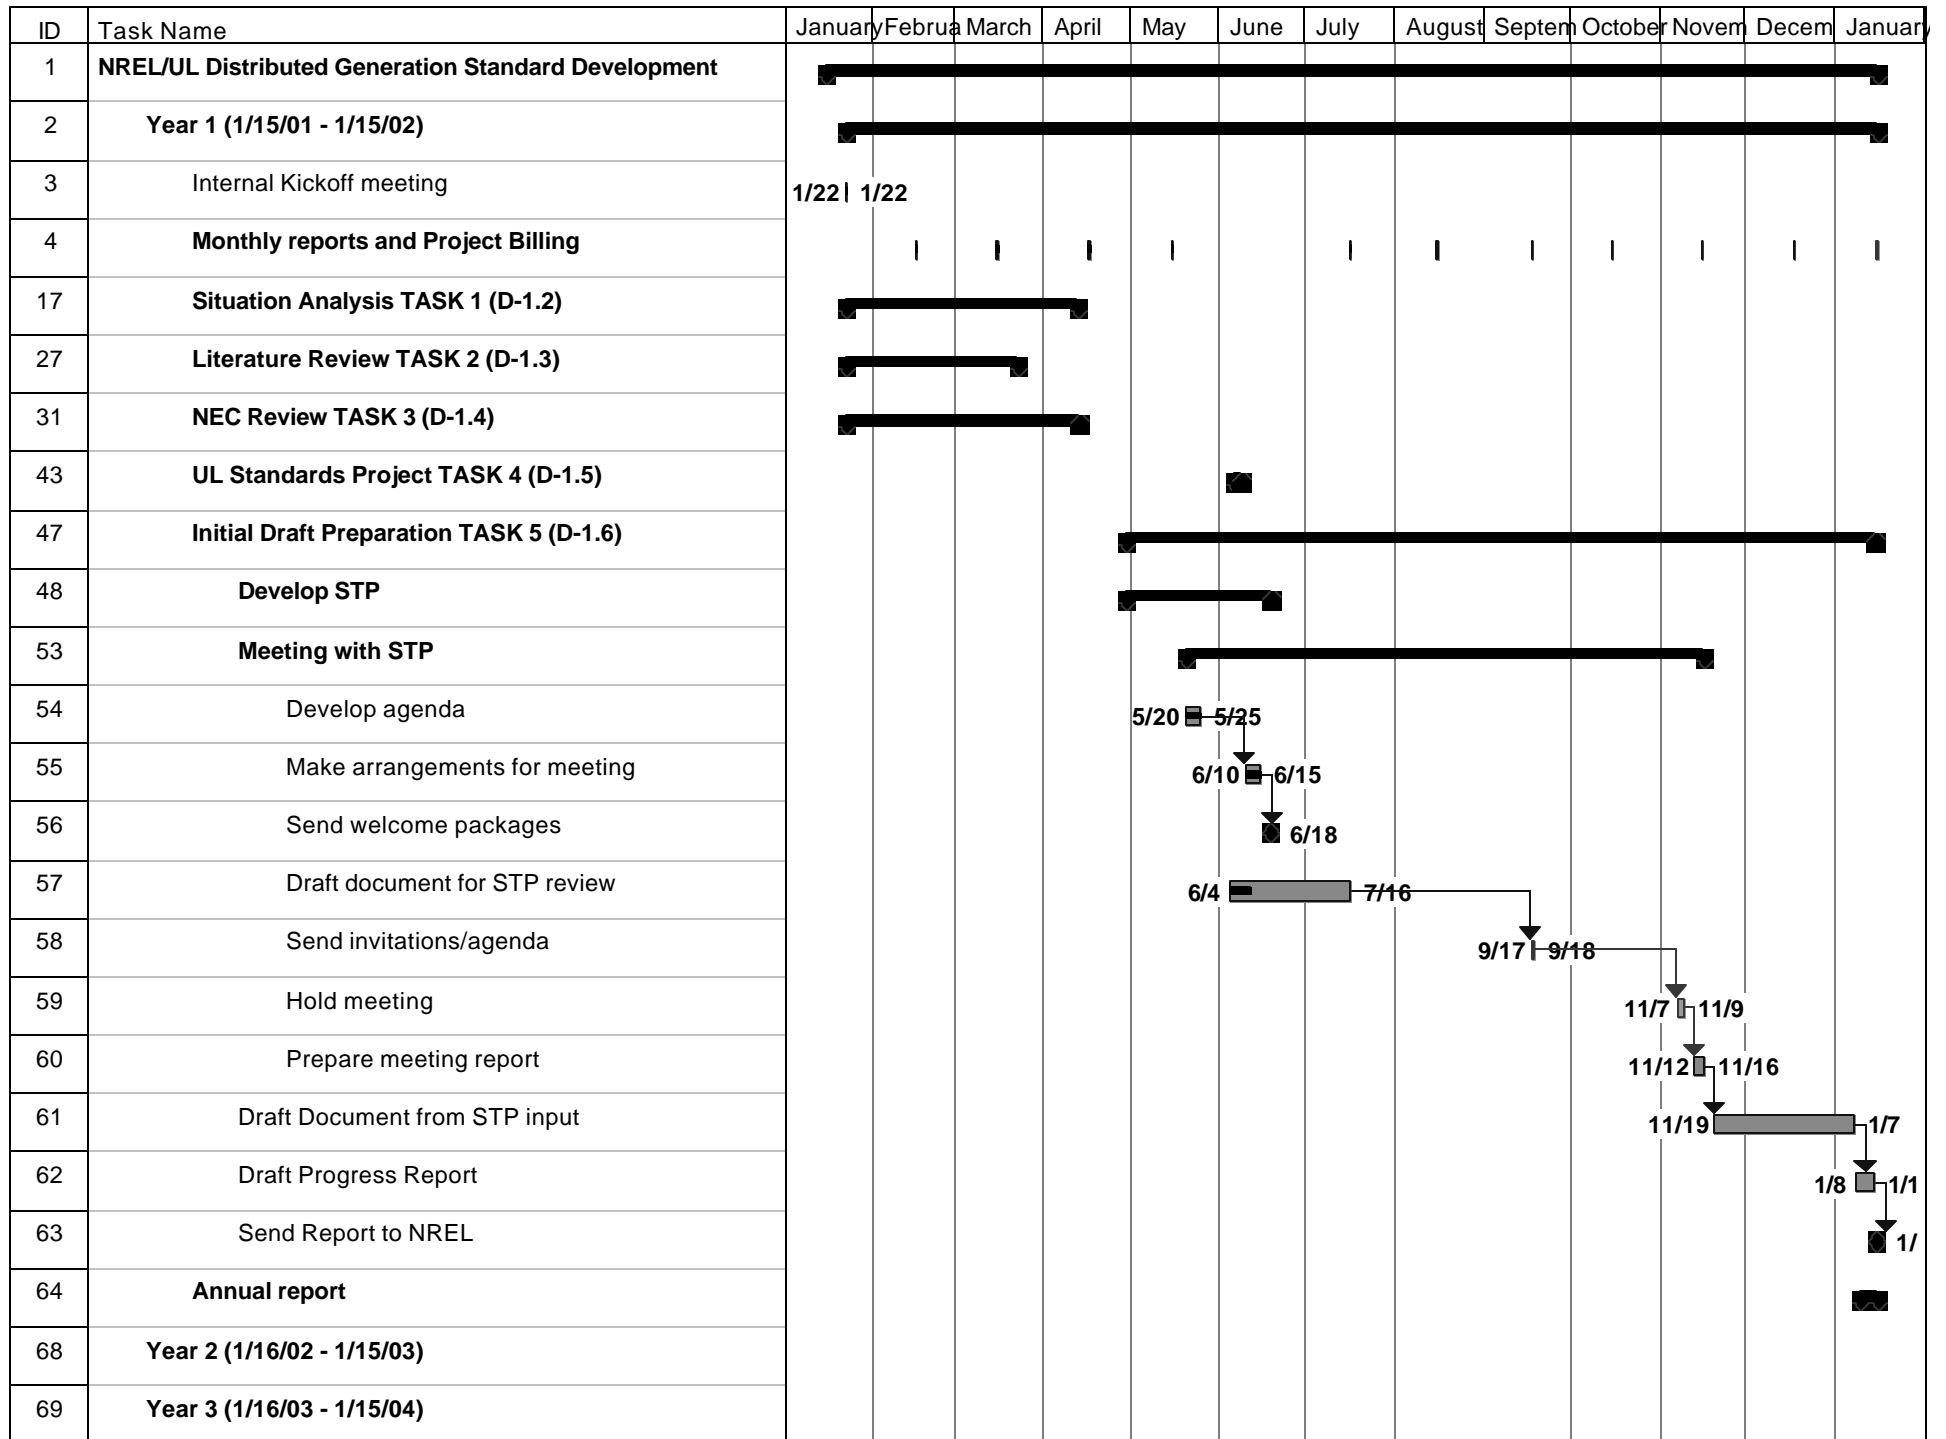 ID Task Name January Februa March April May June July August Septem October Novem Decem January
1 NREL/UL Distributed Generation Standard Development
2 Year 1 (1/15/01 - 1/15/02)
3 Internal Kickoff meeting 1/22 1/22
4 Monthly reports and Project Billing
17 Situation Analysis TASK 1 (D-1.2)
27 Literature Review TASK 2 (D-1.3)
31 NEC Review TASK 3 (D-1.4)
43 UL Standards Project TASK 4 (D-1.5)
47 Initial Draft Preparation TASK 5 (D-1.6)
48 Develop STP
53 Meeting with STP
54 Develop agenda 5/20 5/25
55 Make arrangements for meeting 6/10 6/15
56 Send welcome packages 6/18
57 Draft document for STP review 6/4 7/16
58 Send invitations/agenda 9/17 9/18
59 Hold meeting 11/7 11/9
60 Prepare meeting report 11/12 11/16
61 Draft Document from STP input 11/19 1/7
62 Draft Progress Report 1/8 1/1
63 Send Report to NREL 1/
64 Annual report
68 Year 2 (1/16/02 - 1/15/03)
69 Year 3 (1/16/03 - 1/15/04)